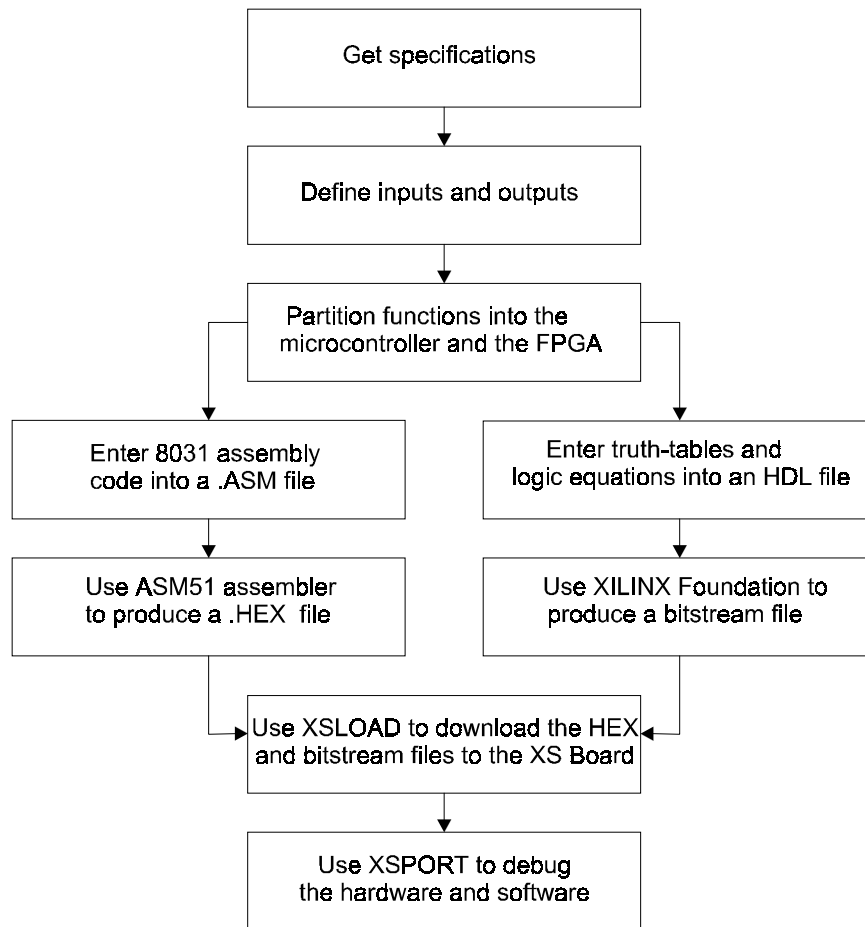 Get specifications
Define inputs and outputs
Partition functions into the
microcontroller and the FPGA
Enter 8031 assembly
code into a .ASM file
Enter truth-tables and
logic equations into an HDL file
Use ASM51 assembler
to produce a .HEX file
Use XILINX Foundation to
produce a bitstream file
Use XSLOAD to download the HEX
and bitstream files to the XS Board
Use XSPORT to debug
the hardware and software